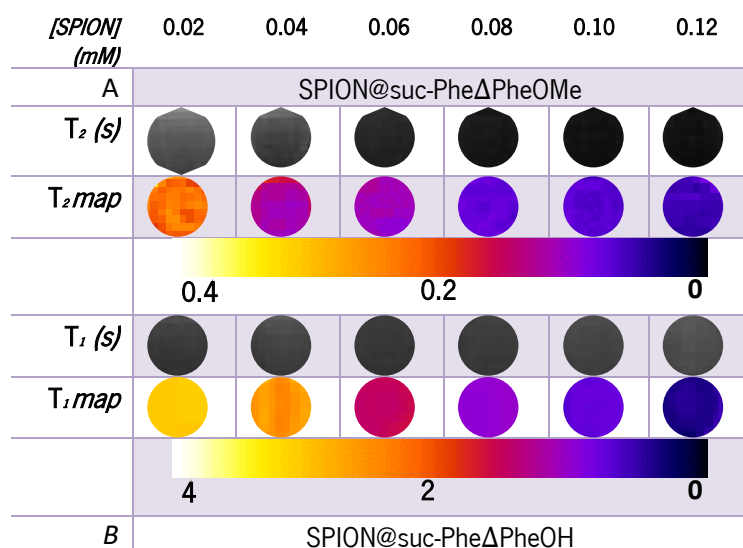 [SPION] 0.02 0.04 0.06 0.08 0.10 0.12
(mM)
A SPION@suc-PheΔPheOMe
T₂ (s)
T₂ map
0.4 0.2 0
T₁ (s)
T₁ map
4 2 0
B SPION@suc-PheΔPheOH